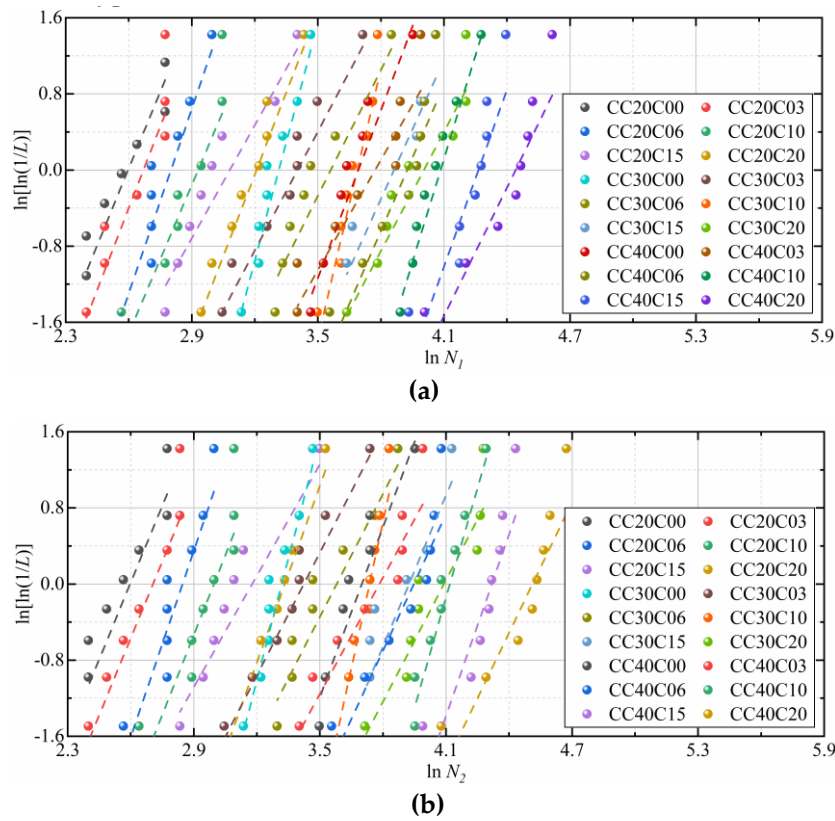 1.6
0.8
0.0
-0.8
-1.6
ln[ln(1/L)]
CC20C00 CC20C03
CC20C06 CC20C10
CC20C15 CC20C20
CC30C00 CC30C03
CC30C06 CC30C10
CC30C15 CC30C20
CC40C00 CC40C03
CC40C06 CC40C10
CC40C15 CC40C20
2.3 2.9 3.5 4.1 4.7 5.3 5.9
ln N1
(a)
1.6
0.8
0.0
-0.8
-1.6
ln[ln(1/L)]
CC20C00 CC20C03
CC20C06 CC20C10
CC20C15 CC20C20
CC30C00 CC30C03
CC30C06 CC30C10
CC30C15 CC30C20
CC40C00 CC40C03
CC40C06 CC40C10
CC40C15 CC40C20
2.3 2.9 3.5 4.1 4.7 5.3 5.9
ln N2
(b)